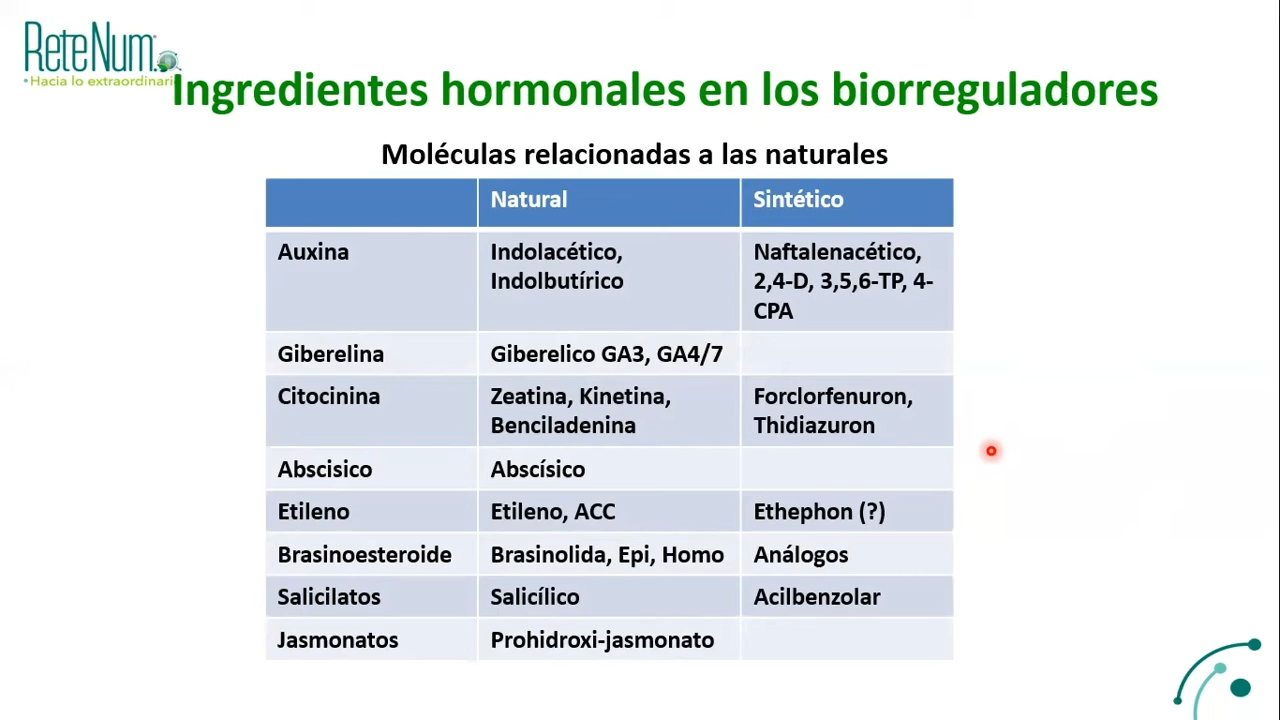 ReteNum
Hacia lo extraordinari
Ingredientes hormonales en los biorreguladores
Moléculas relacionadas a las naturales
Natural
Sintético
Auxina
Indolacético,
Indolbutírico
Naftalenacético,
2,4-D, 3,5,6-TP, 4-
CPA
Giberelina
Giberelico GA3, GA4/7
Citocinina
Zeatina, Kinetina,
Benciladenina
Forclorfenuron,
Thidiazuron
Abscisico
Abscísico
Etileno
Etileno, ACC
Ethephon (?)
Brasinoesteroide
Brasinolida, Epi, Homo
Análogos
Salicilatos
Salicílico
Acilbenzolar
Jasmonatos
Prohidroxi-jasmonato